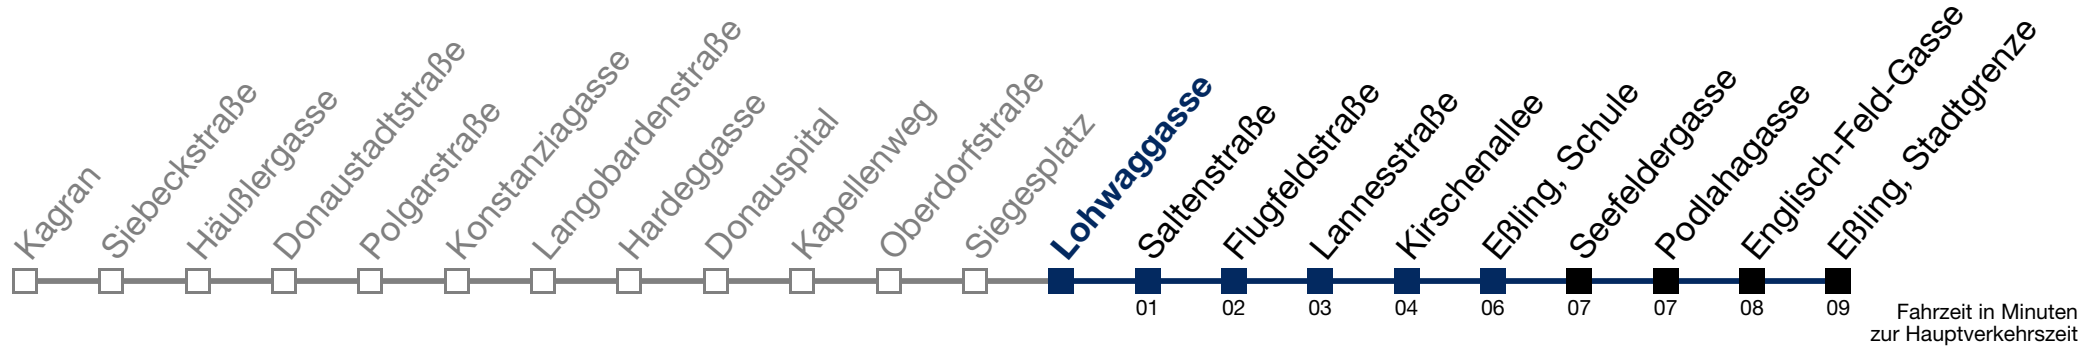 Kagran
Siebeckstraße
Häußlergasse
Donaustadtstraße
Polgarstraße
Konstanziagasse
Langobardenstraße
Hardeggasse
Donauspital
Kapellenweg
Oberdorfstraße
Siegesplatz
Lohwaggasse
Saltenstraße
Flugfeldstraße
Lannesstraße
Kirschenallee
Eßling, Schule
Seefeldergasse
Podlahagasse
Englisch-Feld-Gasse
Eßling, Stadtgrenze
01 02 03 04 06 07 07 08 09
Fahrzeit in Minuten
zur Hauptverkehrszeit